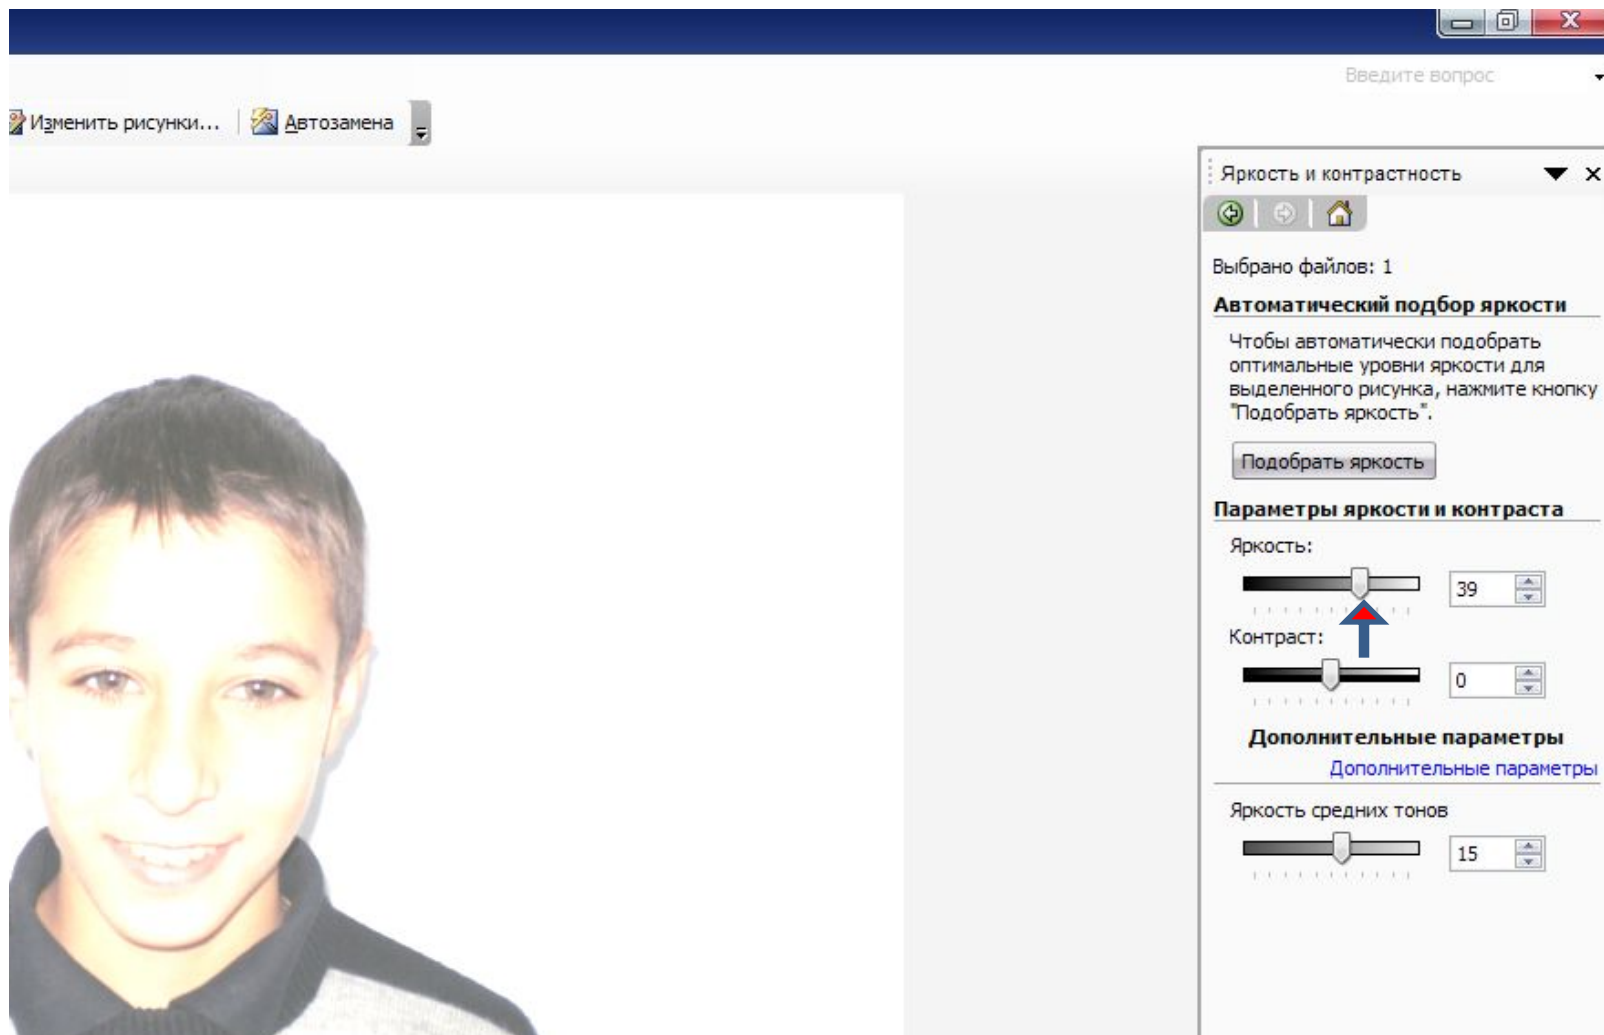 Введите вопрос
Изменить рисунки...
Автозамена
Яркость и контрастность
Выбрано файлов: 1
Автоматический подбор яркости
Чтобы автоматически подобрать
оптимальные уровни яркости для
выделенного рисунка, нажмите кнопку
"Подобрать яркость".
Подобрать яркость
Параметры яркости и контраста
Яркость:
39
Контраст:
0
Дополнительные параметры
Дополнительные параметры
Яркость средних тонов
15